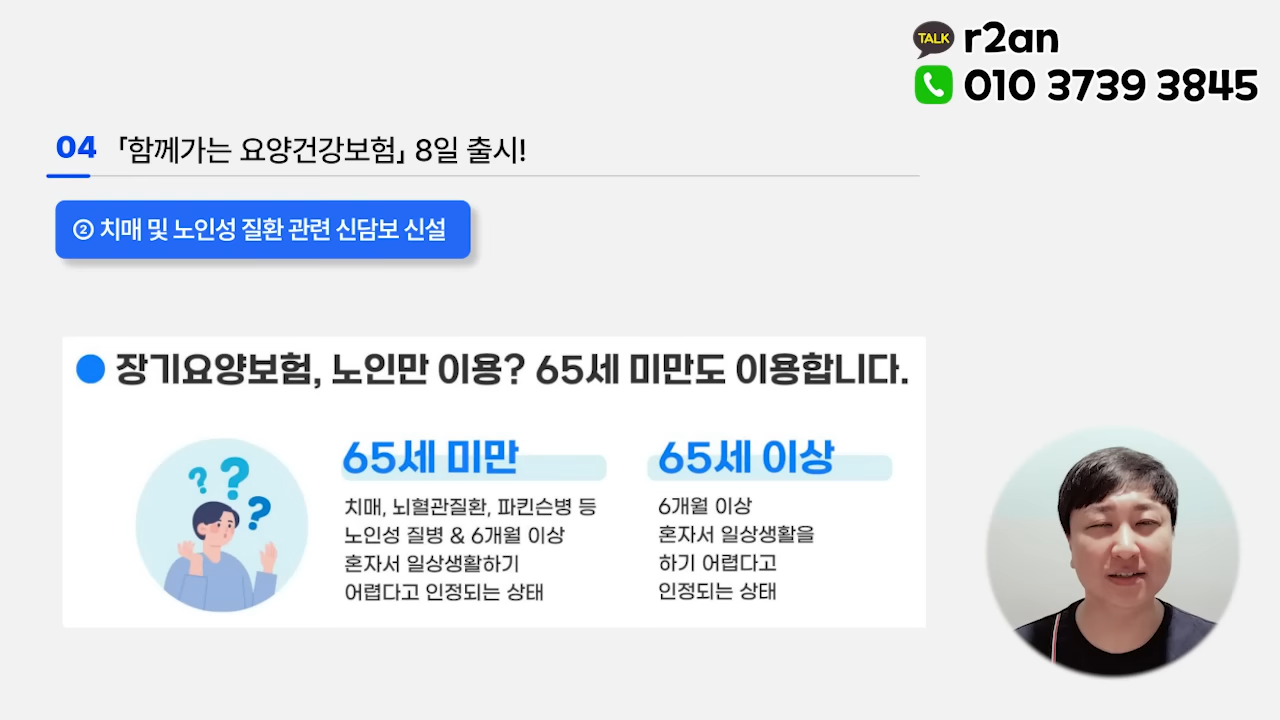 TALK r2an
010 3739 3845
04 「함께가는 요양건강보험」 8일 출시!
② 치매 및 노인성 질환 관련 신담보 신설
● 장기요양보험, 노인만 이용? 65세 미만도 이용합니다.
? ? ?
65세 미만
치매, 뇌혈관질환, 파킨슨병 등
노인성 질병 & 6개월 이상
혼자서 일상생활하기
어렵다고 인정되는 상태
65세 이상
6개월 이상
혼자서 일상생활을
하기 어렵다고
인정되는 상태